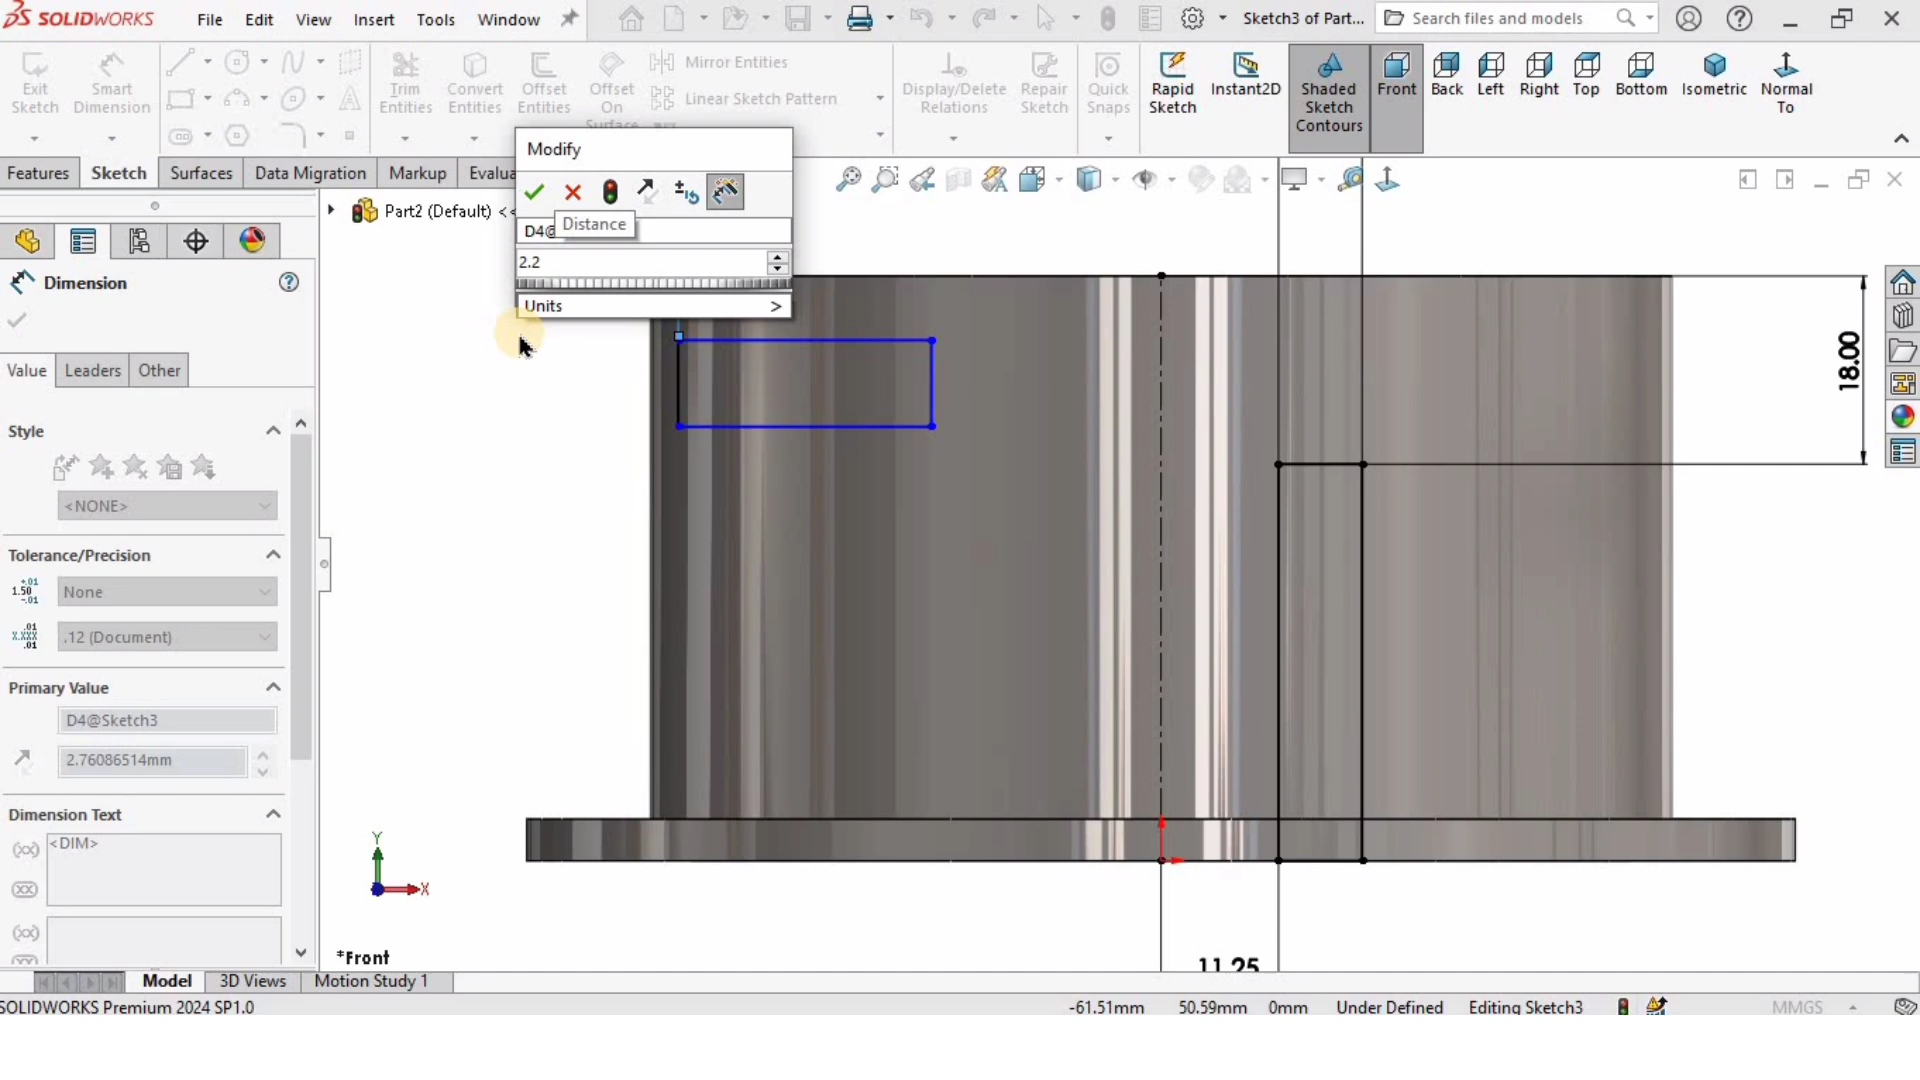 SOLIDWORKS File Edit View Insert Tools Window Sketch3 of Part... Search files and models
Exit Sketch
Smart Dimension
Trim Entities
Convert Entities
Offset Entities
Offset On
Mirror Entities
Linear Sketch Pattern
Display/Delete Relations
Repair Sketch
Quick Snaps
Rapid Sketch
Instant2D
Shaded Sketch Contours
Front Back Left Right Top Bottom Isometric
Normal To
Features Sketch Surfaces Data Migration Markup Evalua
Modify
Distance
D4@
2.2
Units >
Part2 (Default) <<
Dimension
Value Leaders Other
Style
<NONE>
Tolerance/Precision
None
.12 (Document)
Primary Value
D4@Sketch3
2.76086514mm
Dimension Text
<DIM>
18.00
11.25
Y
X
*Front
Model 3D Views Motion Study 1
SOLIDWORKS Premium 2024 SP1.0 -61.51mm 50.59mm 0mm Under Defined Editing Sketch3 MMGS